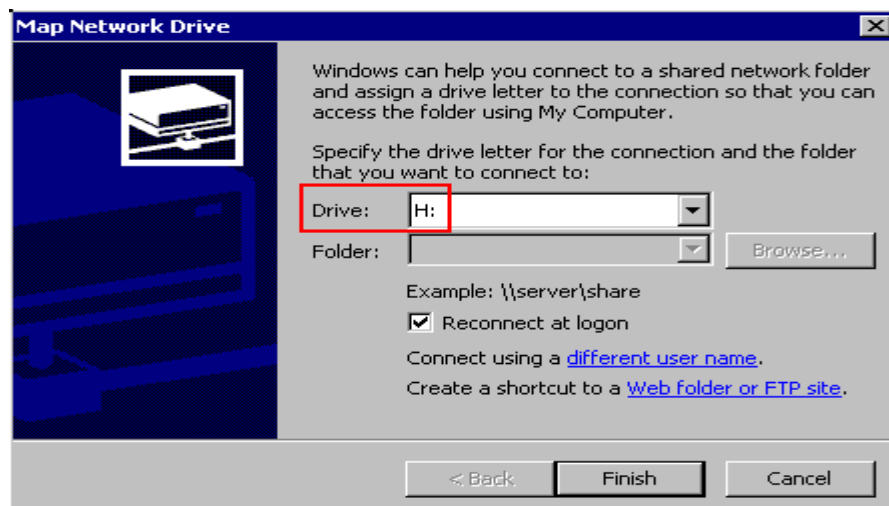 Map Network Drive
Windows can help you connect to a shared network folder
and assign a drive letter to the connection so that you can
access the folder using My Computer.
Specify the drive letter for the connection and the folder
that you want to connect to:
Drive: H:
Folder: Browse...
Example: \\server\share
Reconnect at logon
Connect using a different user name.
Create a shortcut to a Web folder or FTP site.
< Back Finish Cancel